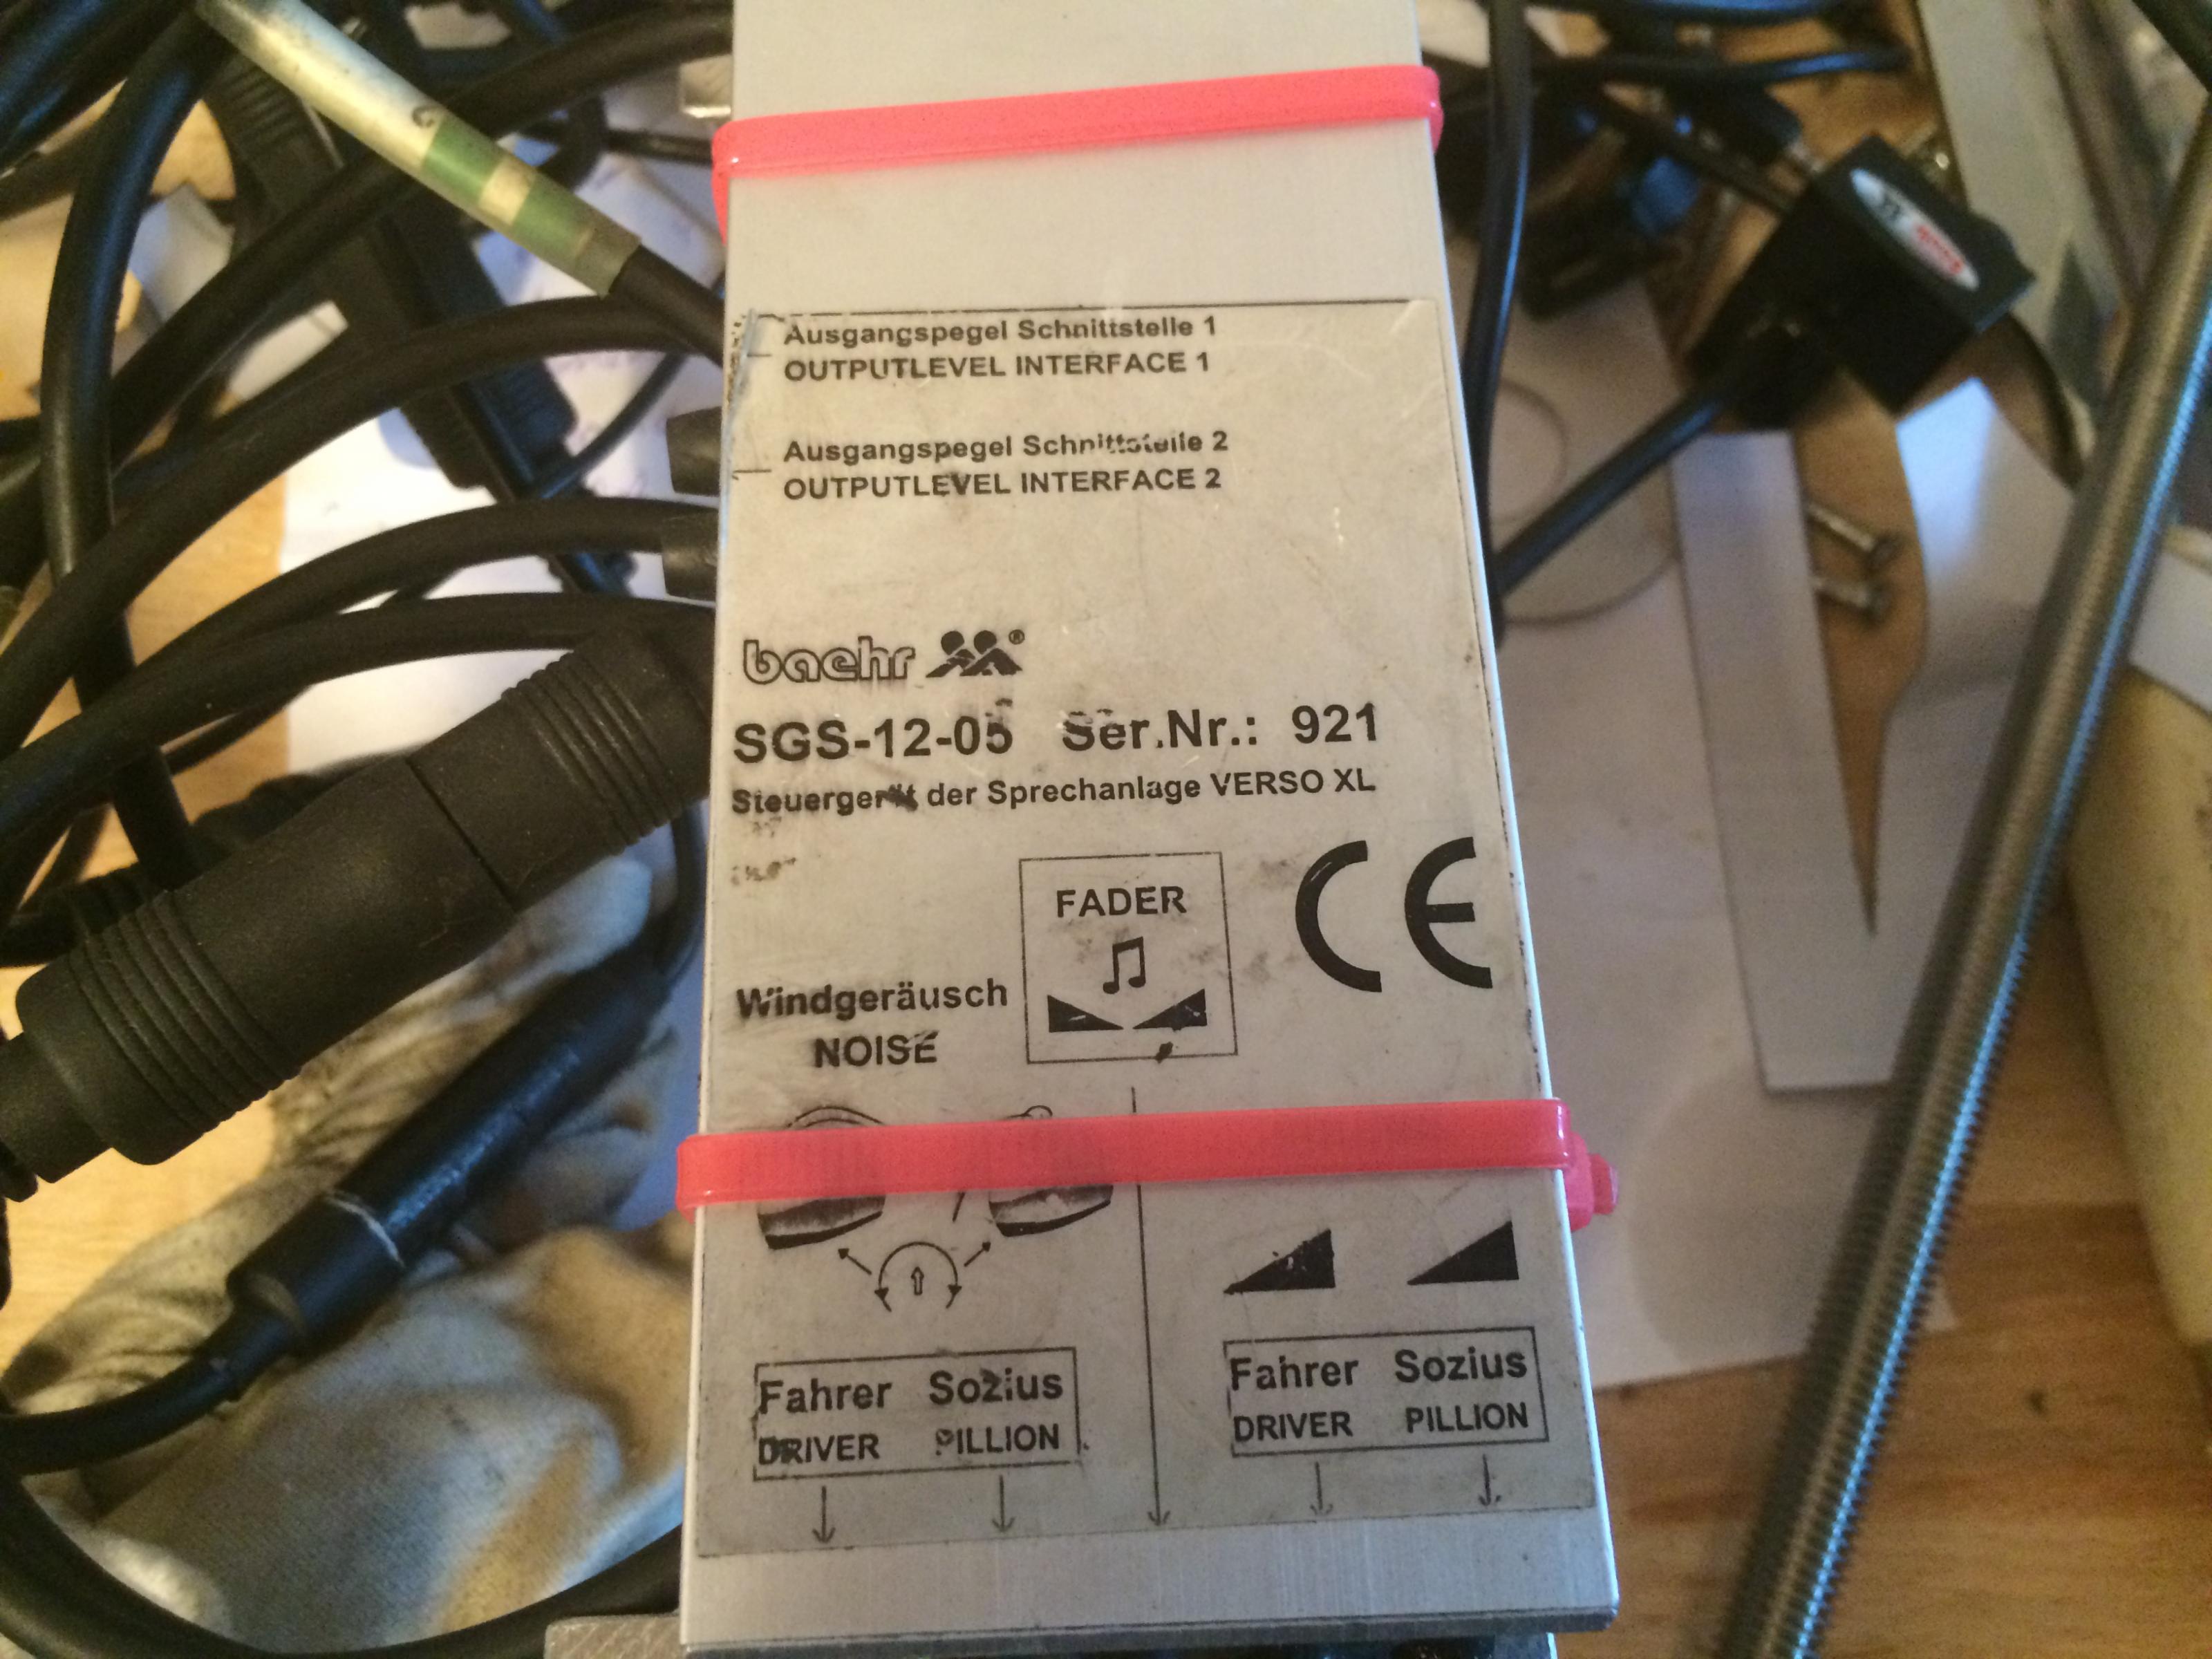 Ausgangspegel Schnittstelle 1
OUTPUTLEVEL INTERFACE 1
Ausgangspegel Schnittstelle 2
OUTPUTLEVEL INTERFACE 2
baehr ®
SGS-12-05 Ser.Nr.: 921
Steuergerät der Sprechanlage VERSO XL
FADER
CE
Windgeräusch
NOISE
Fahrer Sozius
DRIVER PILLION
Fahrer Sozius
DRIVER PILLION